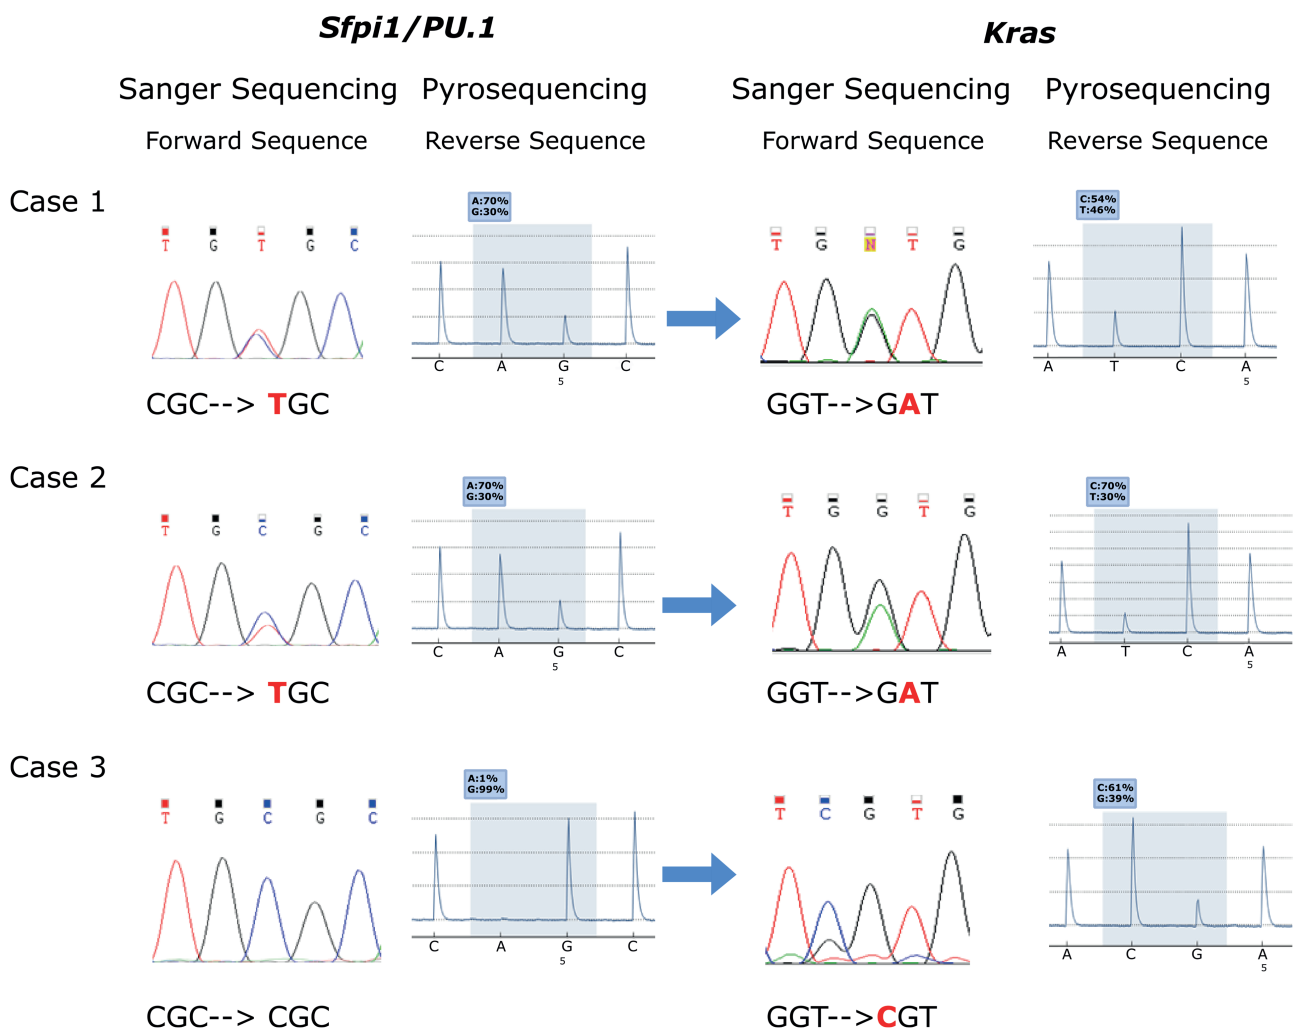 Sfpi1/PU.1 Kras
Sanger Sequencing Pyrosequencing Sanger Sequencing Pyrosequencing
Forward Sequence Reverse Sequence Forward Sequence Reverse Sequence
Case 1
A:70%
G:30%
C:54%
T:46%
T G T G C
T G N T G
C A G C
5
A T C A
5
CGC--> TGC
GGT-->GAT
Case 2
A:70%
G:30%
C:70%
T:30%
T G C G C
T G G T G
C A G C
5
A T C A
5
CGC--> TGC
GGT-->GAT
Case 3
A:1%
G:99%
C:61%
G:39%
T G C G C
T C G T G
C A G C
5
A C G A
5
CGC--> CGC
GGT-->CGT